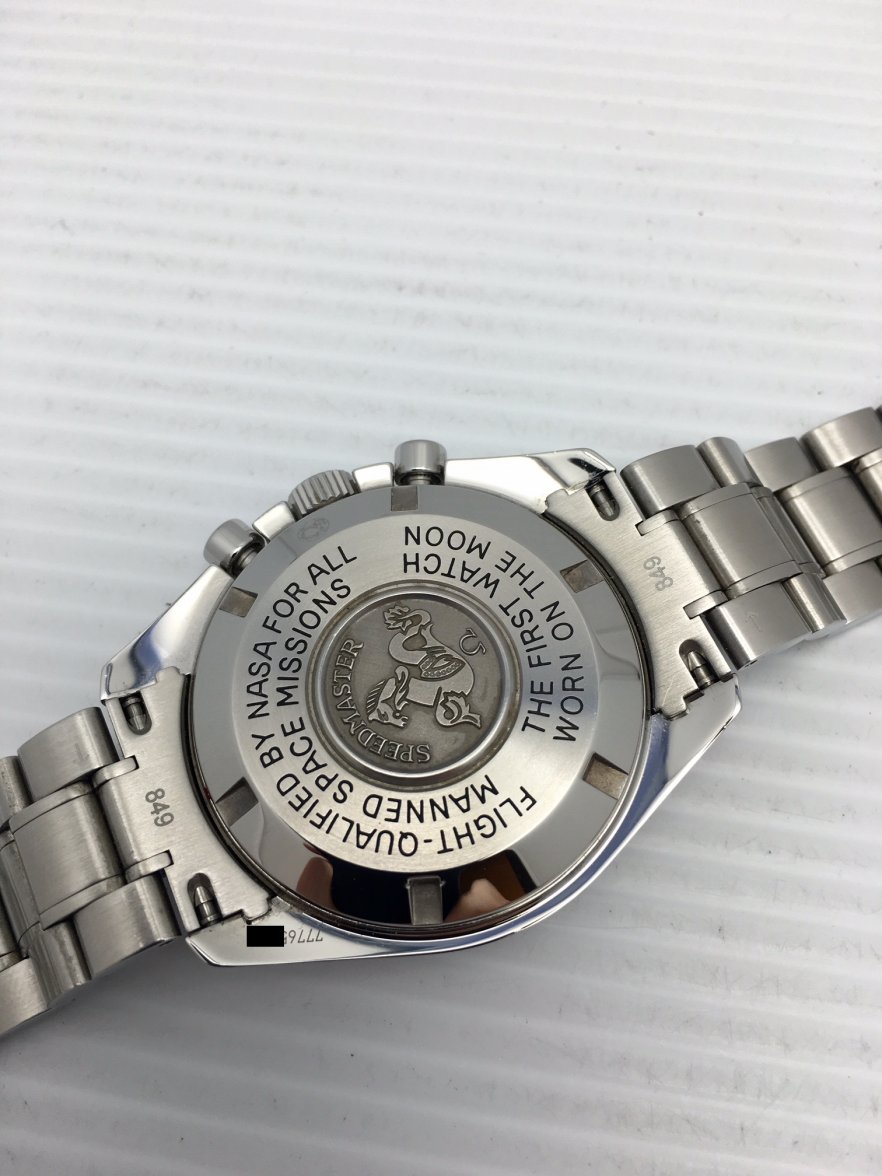 FLIGHT-QUALIFIED BY NASA FOR ALL
MANNED SPACE MISSIONS
THE FIRST WATCH
WORN ON THE MOON
SPEEDMASTER
Ω
849
849